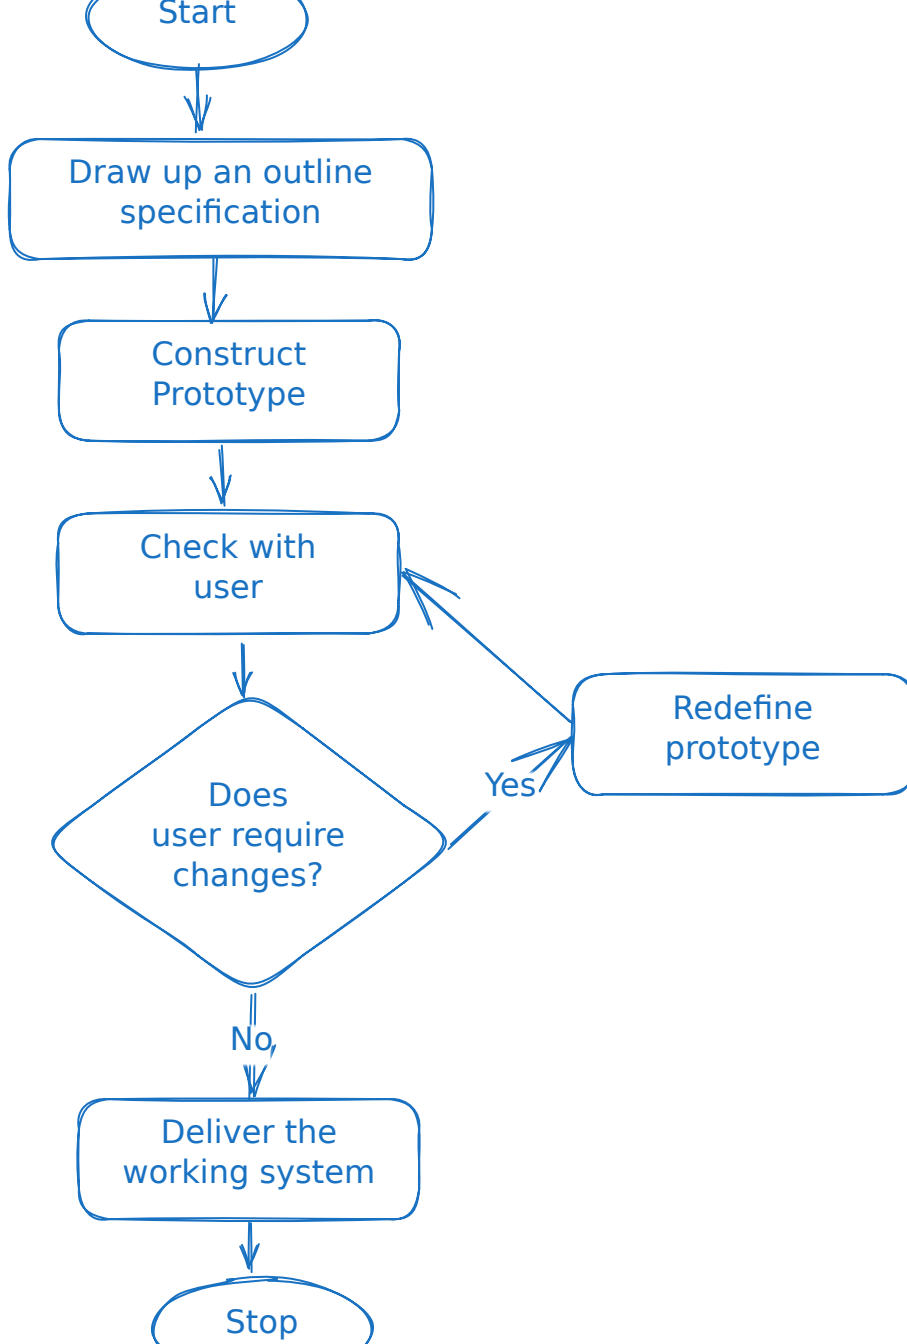 Start
Draw up an outline
specification
Construct
Prototype
Check with
user
Redefine
prototype
Yes
Does
user require
changes?
No
Deliver the
working system
Stop